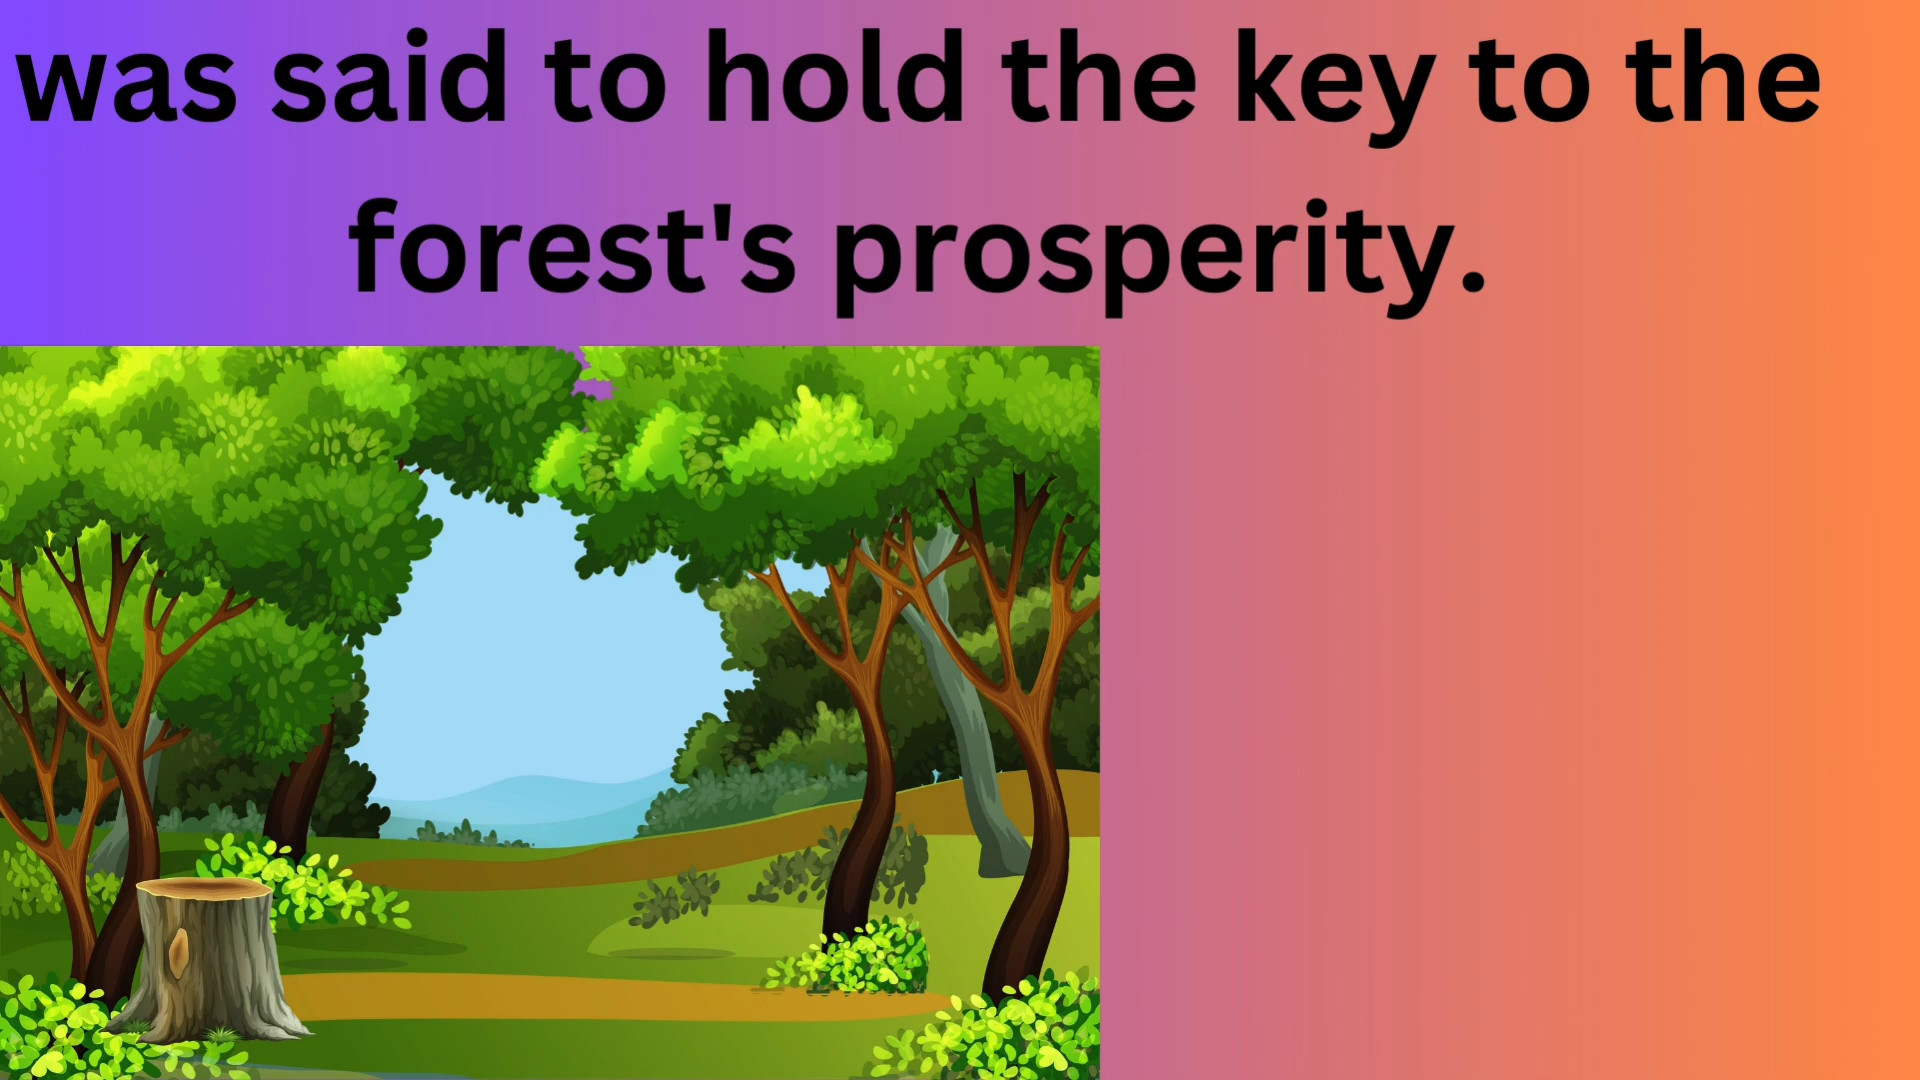 was said to hold the key to the
forest's prosperity.